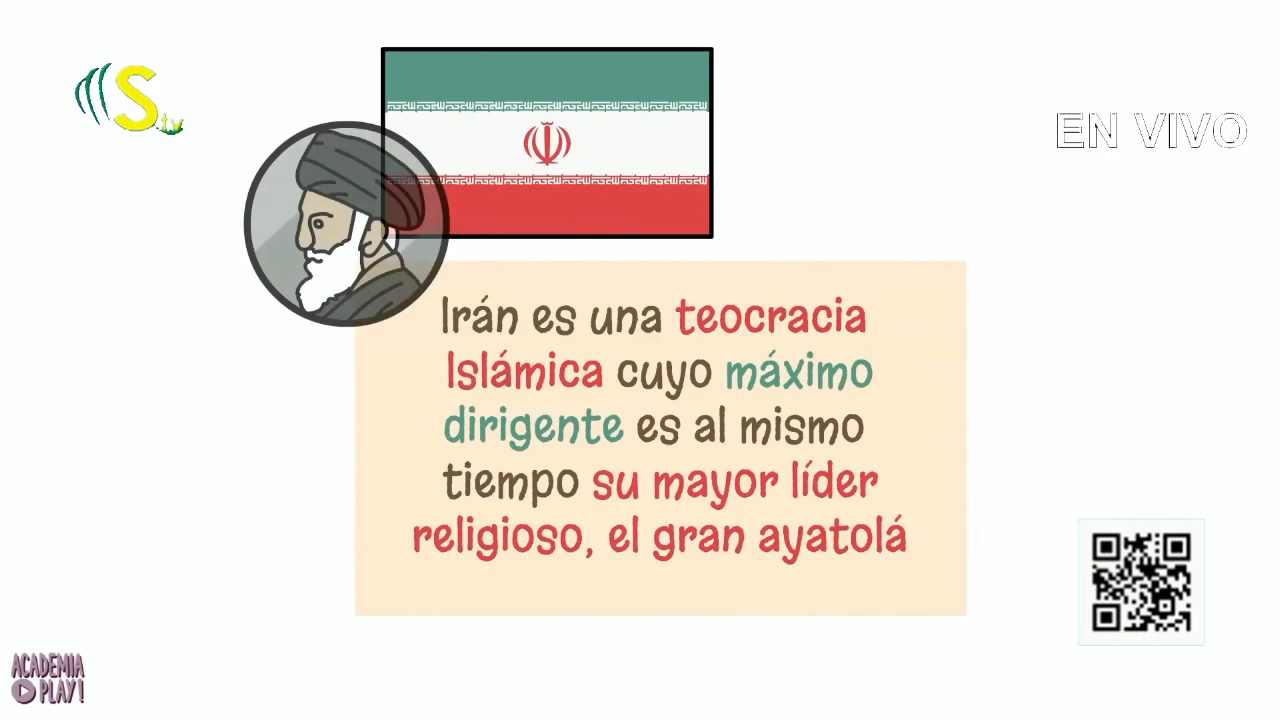 S.tv
EN VIVO
Irán es una teocracia
Islámica cuyo máximo
dirigente es al mismo
tiempo su mayor líder
religioso, el gran ayatolá
ACADEMIA
PLAY!